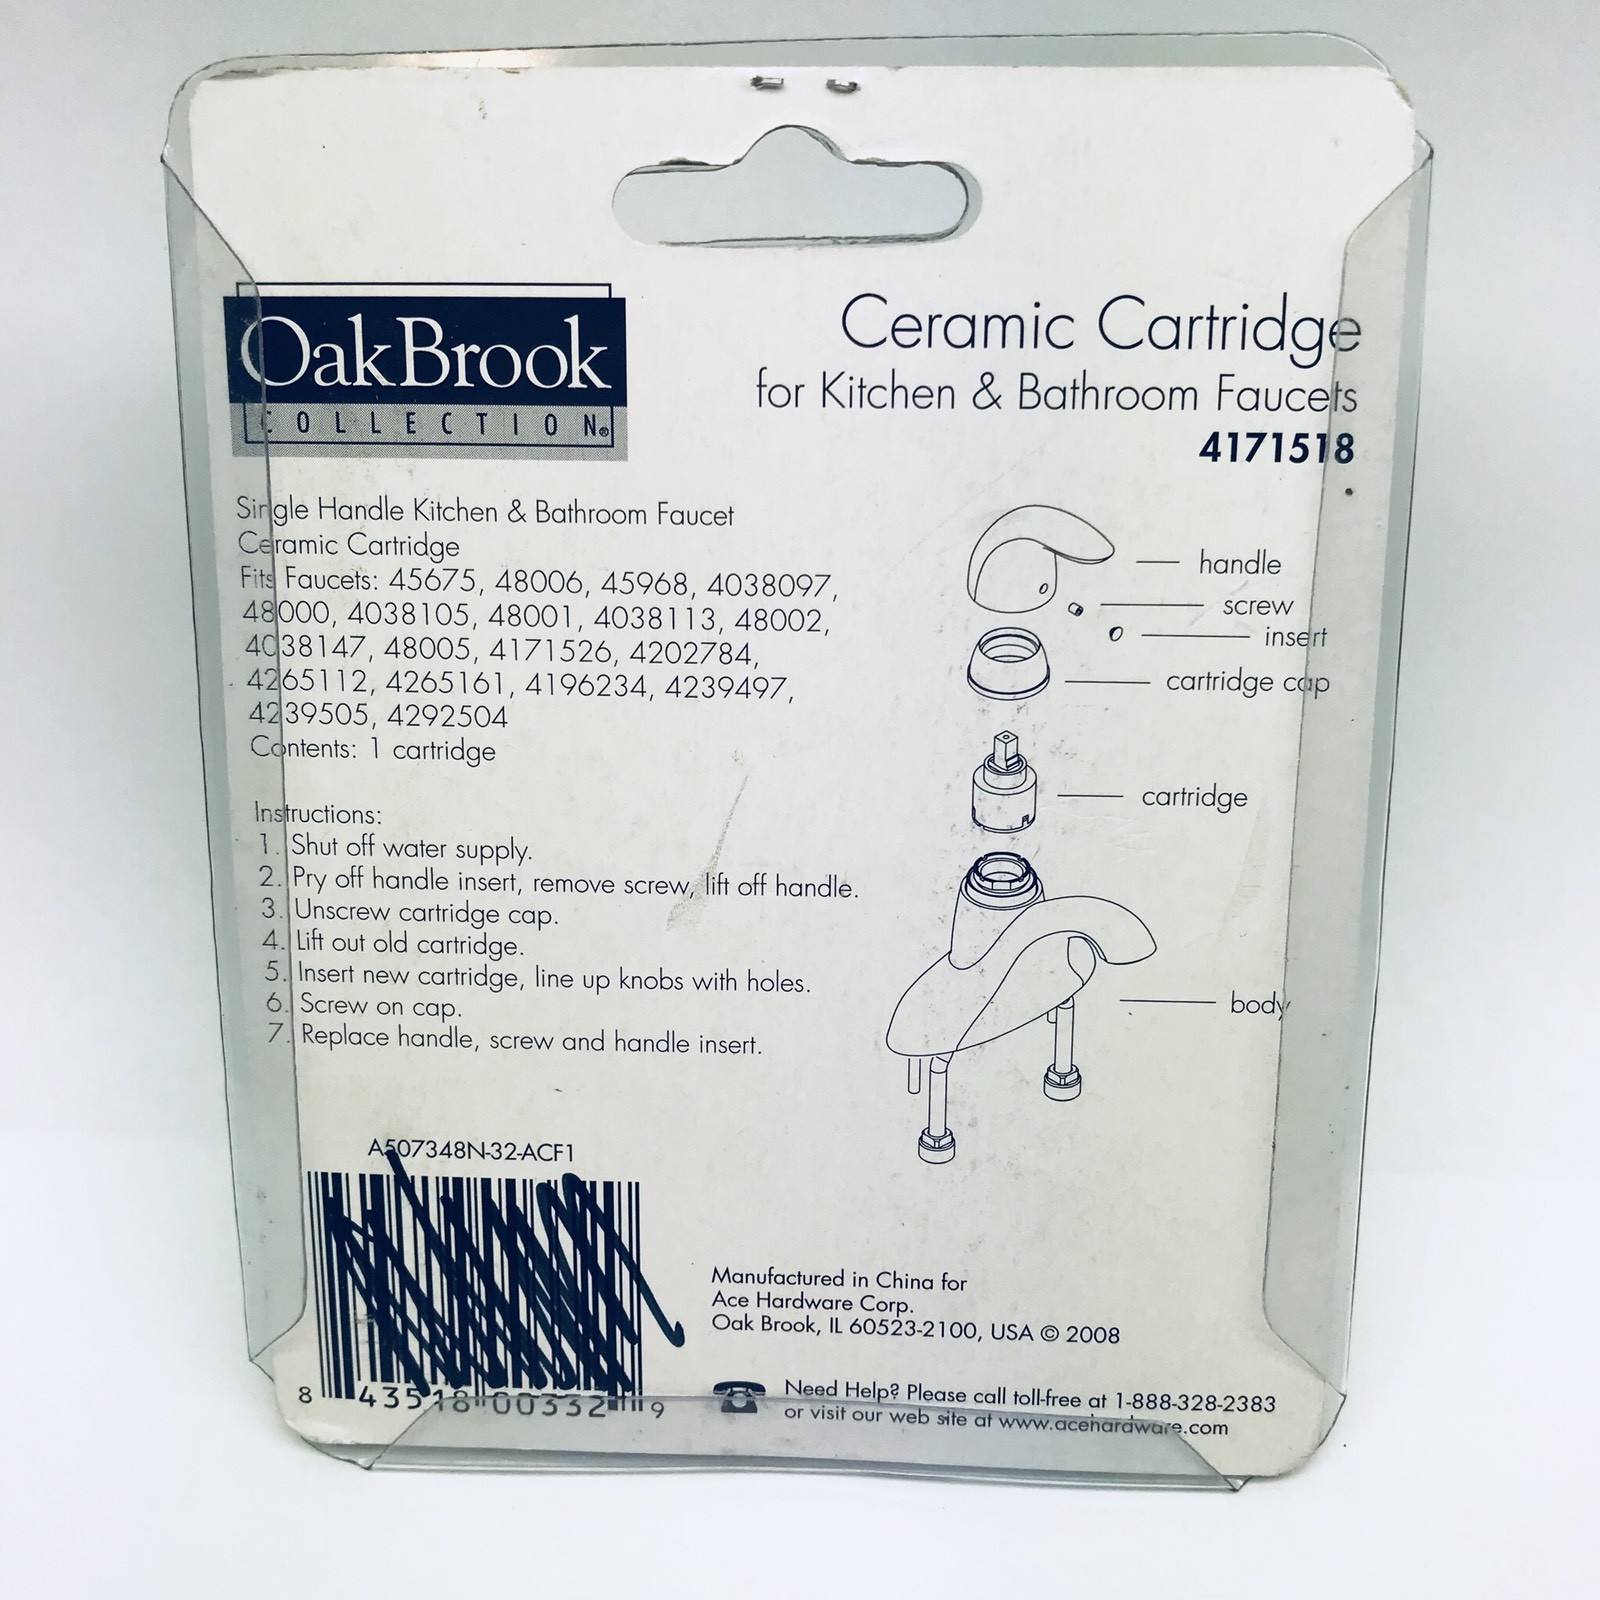 OakBrook
COLLECTION®
Ceramic Cartridge
for Kitchen & Bathroom Faucets
4171518
Single Handle Kitchen & Bathroom Faucet
Ceramic Cartridge
Fits Faucets: 45675, 48006, 45968, 4038097,
48000, 4038105, 48001, 4038113, 48002,
4038147, 48005, 4171526, 4202784,
4265112, 4265161, 4196234, 4239497,
4239505, 4292504
Contents: 1 cartridge
Instructions:
1. Shut off water supply.
2. Pry off handle insert, remove screw, lift off handle.
3. Unscrew cartridge cap.
4. Lift out old cartridge.
5. Insert new cartridge, line up knobs with holes.
6. Screw on cap.
7. Replace handle, screw and handle insert.
handle
screw
insert
cartridge cap
cartridge
body
A507348N-32-ACF1
8 43518 00332 9
Manufactured in China for
Ace Hardware Corp.
Oak Brook, IL 60523-2100, USA © 2008
Need Help? Please call toll-free at 1-888-328-2383
or visit our web site at www.acehardware.com